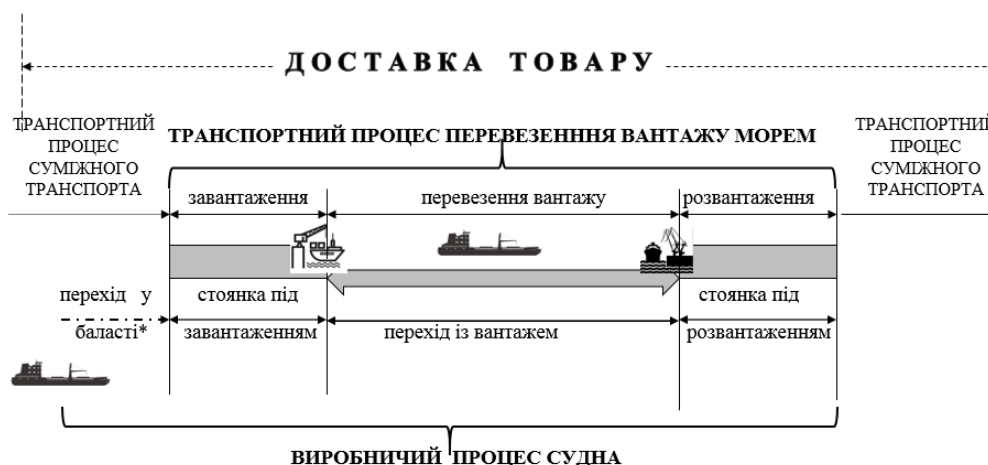 ДОСТАВКА ТОВАРУ
ТРАНСПОРТНИЙ
ПРОЦЕС
СУМІЖНОГО
ТРАНСПОРТА
ТРАНСПОРТНИЙ ПРОЦЕС ПЕРЕВЕЗЕНННЯ ВАНТАЖУ МОРЕМ
ТРАНСПОРТНИЙ
ПРОЦЕС
СУМІЖНОГО
ТРАНСПОРТА
завантаження
перевезення вантажу
розвантаження
перехід у
баласті*
стоянка під
завантаженням
перехід із вантажем
стоянка під
розвантаженням
ВИРОБНИЧИЙ ПРОЦЕС СУДНА